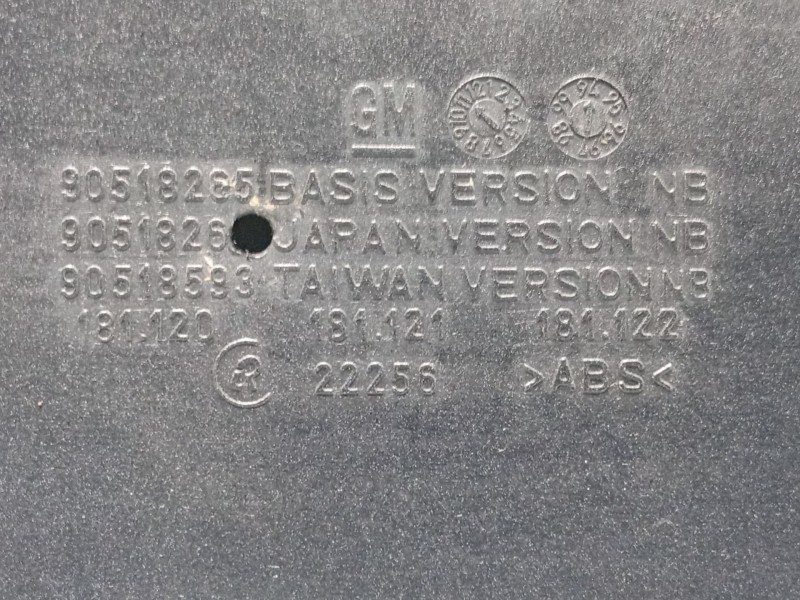 GM
90518265 BASIS VERSION NB
9051826 JAPAN VERSION NB
90518583 TAIWAN VERSION NB
181.120 181.121 181.122
R 22256 >ABS<